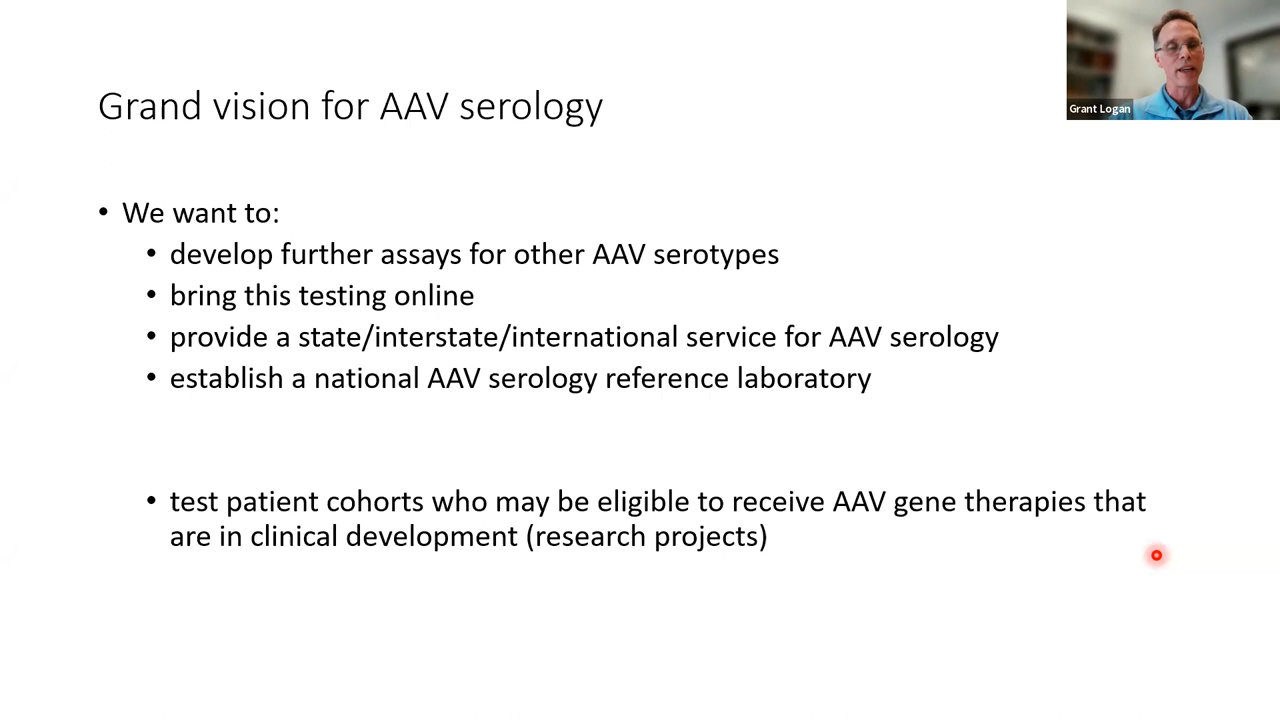 Grand vision for AAV serology
Grant Logan
• We want to:
• develop further assays for other AAV serotypes
• bring this testing online
• provide a state/interstate/international service for AAV serology
• establish a national AAV serology reference laboratory
• test patient cohorts who may be eligible to receive AAV gene therapies that
are in clinical development (research projects)